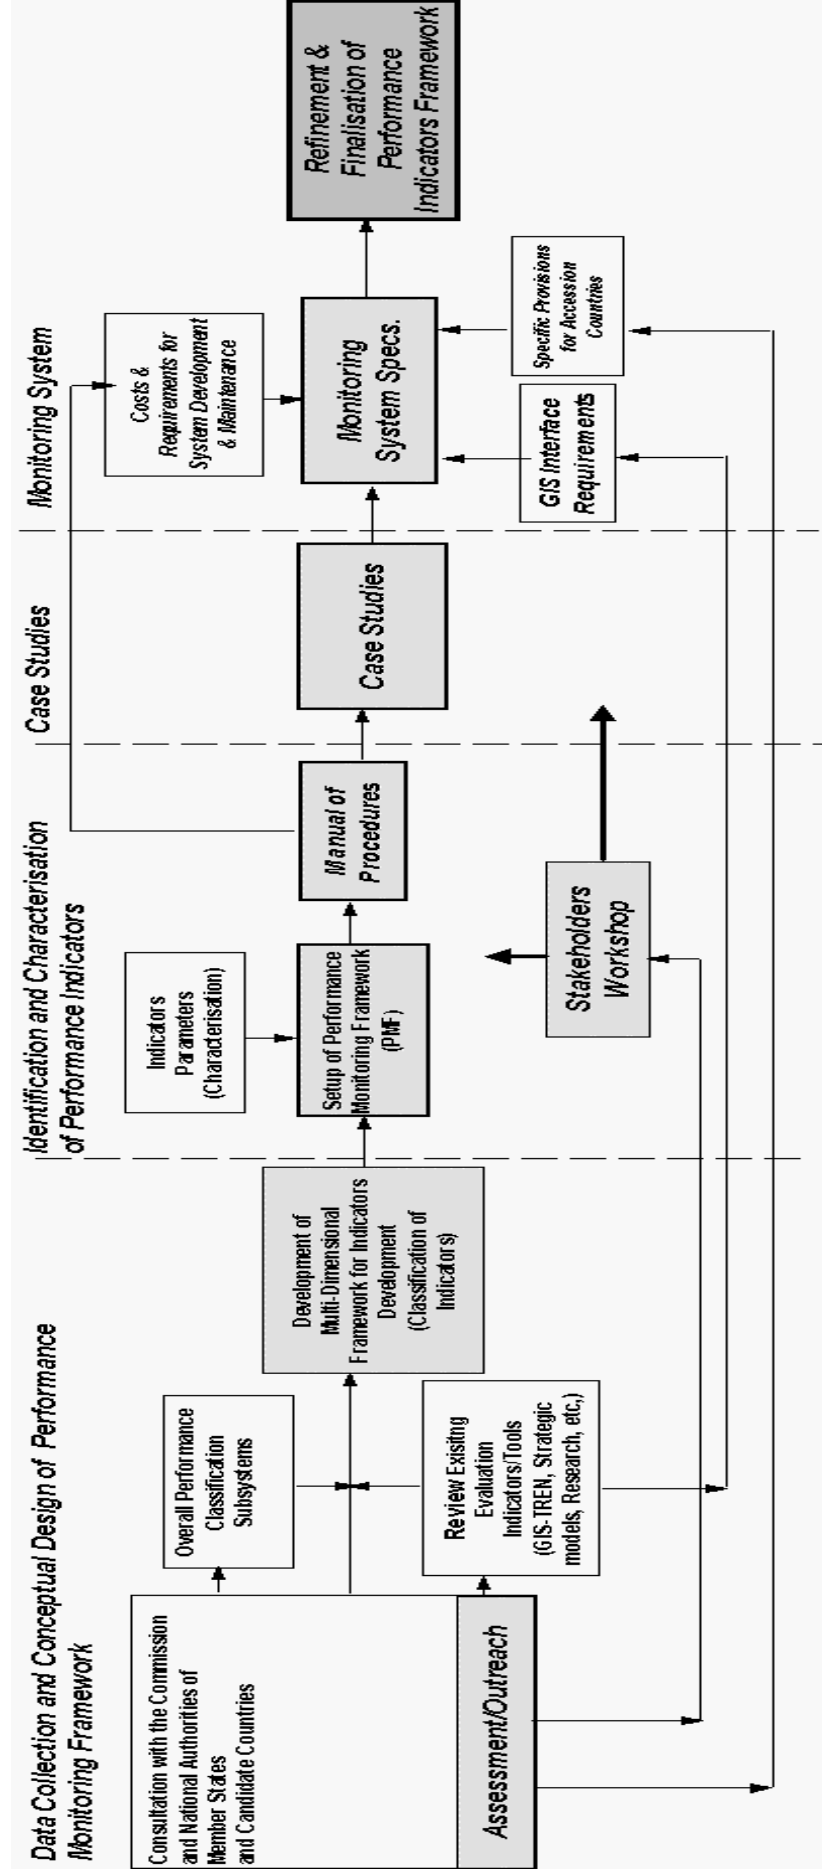 Data Collection and Conceptual Design of Performance
Monitoring Framework
Identification and Characterisation
of Performance Indicators
Case Studies
Monitoring System
Consultation with the Commission
and National Authorities of
Member States
and Candidate Countries
Assessment/Outreach
Overall Performance
Classification
Subsystems
Review Exisitng
Evaluation
Indicators/Tools
(GIS-TREN, Strategic
models, Research, etc,)
Development of
Multi-Dimensional
Framework for Indicators
Development
(Classification of
Indicators)
Indicators
Parameters
(Characterisation)
Setup of Performance
Monitoring Framework
(PMF)
Manual of
Procedures
Stakeholders
Workshop
Case Studies
Costs &
Requirements for
System Development
& Maintenance
Monitoring
System Specs.
GIS Interface
Requirements
Specific Provisions
for Accession
Countries
Refinement &
Finalisation of
Performance
Indicators Framework